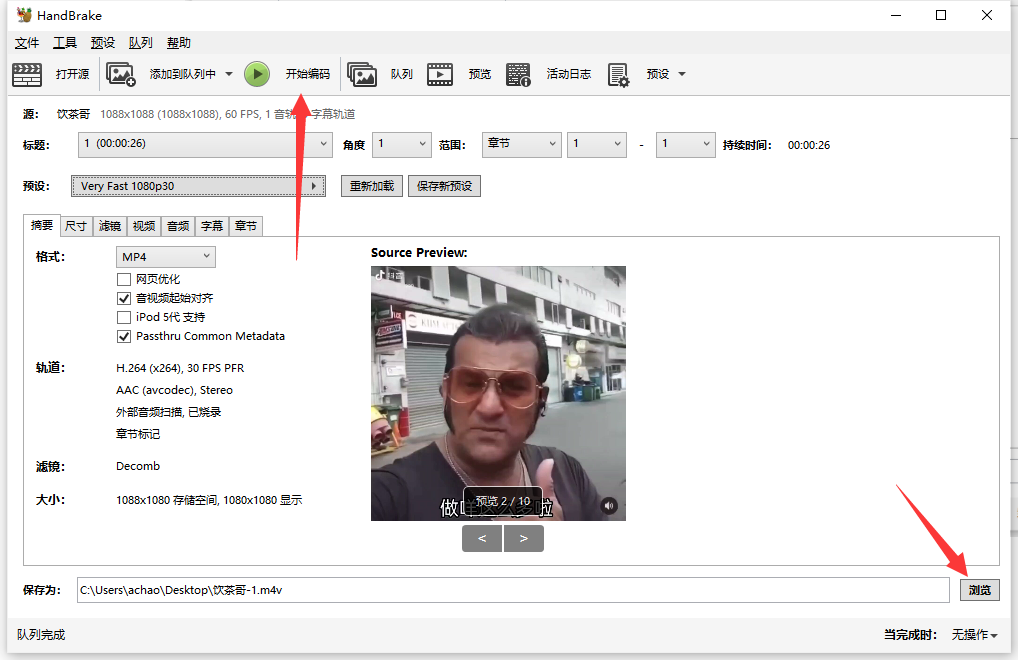 HandBrake
文件 工具 预设 队列 帮助
打开源 添加到队列中 开始编码 队列 预览 活动日志 预设
源： 饮茶哥 1088x1088 (1088x1088), 60 FPS, 1 音轨 字幕轨道
标题： 1 (00:00:26) 角度 1 范围： 章节 1 - 1 持续时间： 00:00:26
预设： Very Fast 1080p30 重新加载 保存新预设
摘要 尺寸 滤镜 视频 音频 字幕 章节
格式： MP4
Source Preview:
网页优化
音视频起始对齐
iPod 5代 支持
Passthru Common Metadata
轨道： H.264 (x264), 30 FPS PFR
AAC (avcodec), Stereo
外部音频扫描, 已烧录
章节标记
滤镜： Decomb
大小： 1088x1080 存储空间, 1080x1080 显示
抖音
做咩 多啦
预览 2 / 10
< >
保存为： C:\Users\achao\Desktop\饮茶哥-1.m4v 浏览
队列完成 当完成时： 无操作